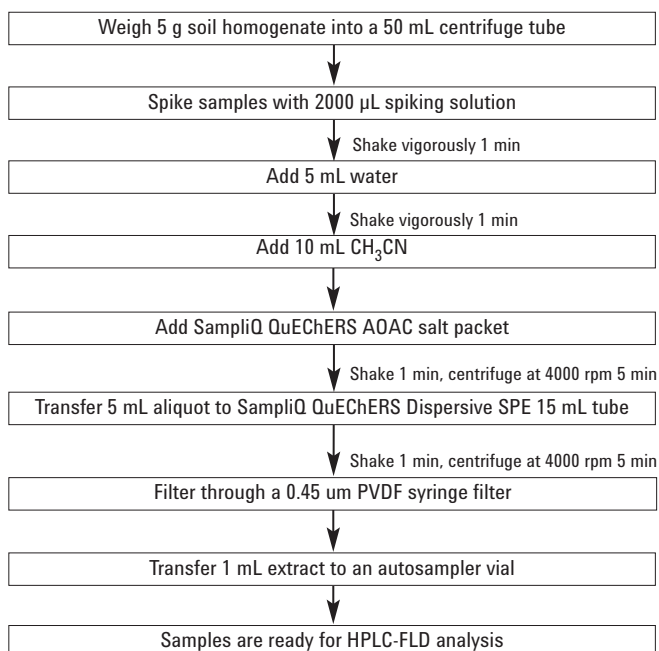 Weigh 5 g soil homogenate into a 50 mL centrifuge tube
Spike samples with 2000 µL spiking solution
Shake vigorously 1 min
Add 5 mL water
Shake vigorously 1 min
Add 10 mL CH₃CN
Add SampliQ QuEChERS AOAC salt packet
Shake 1 min, centrifuge at 4000 rpm 5 min
Transfer 5 mL aliquot to SampliQ QuEChERS Dispersive SPE 15 mL tube
Shake 1 min, centrifuge at 4000 rpm 5 min
Filter through a 0.45 um PVDF syringe filter
Transfer 1 mL extract to an autosampler vial
Samples are ready for HPLC-FLD analysis